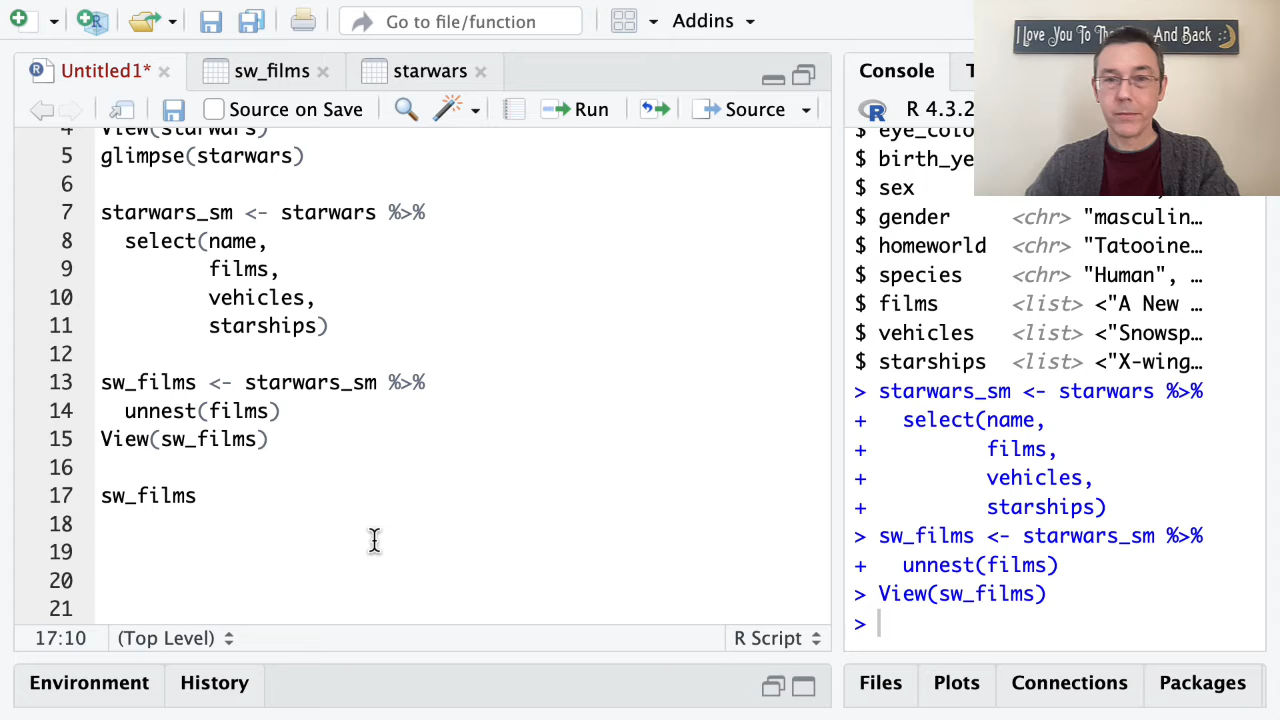 Go to file/function
Addins
I Love You To The And Back
Untitled1*
sw_films
starwars
Source on Save
Run
Source
4 View(starwars)
5 glimpse(starwars)
6
7 starwars_sm <- starwars %>%
8 select(name,
9 films,
10 vehicles,
11 starships)
12
13 sw_films <- starwars_sm %>%
14 unnest(films)
15 View(sw_films)
16
17 sw_films
18
19
20
21
17:10 (Top Level) R Script
Environment
History
Console
R 4.3.2
$ eye_colo
$ birth_ye
$ sex
$ gender <chr> "masculin…
$ homeworld <chr> "Tatooine…
$ species <chr> "Human", …
$ films <list> <"A New …
$ vehicles <list> <"Snowsp…
$ starships <list> <"X-wing…
> starwars_sm <- starwars %>%
+ select(name,
+ films,
+ vehicles,
+ starships)
> sw_films <- starwars_sm %>%
+ unnest(films)
> View(sw_films)
>
Files
Plots
Connections
Packages